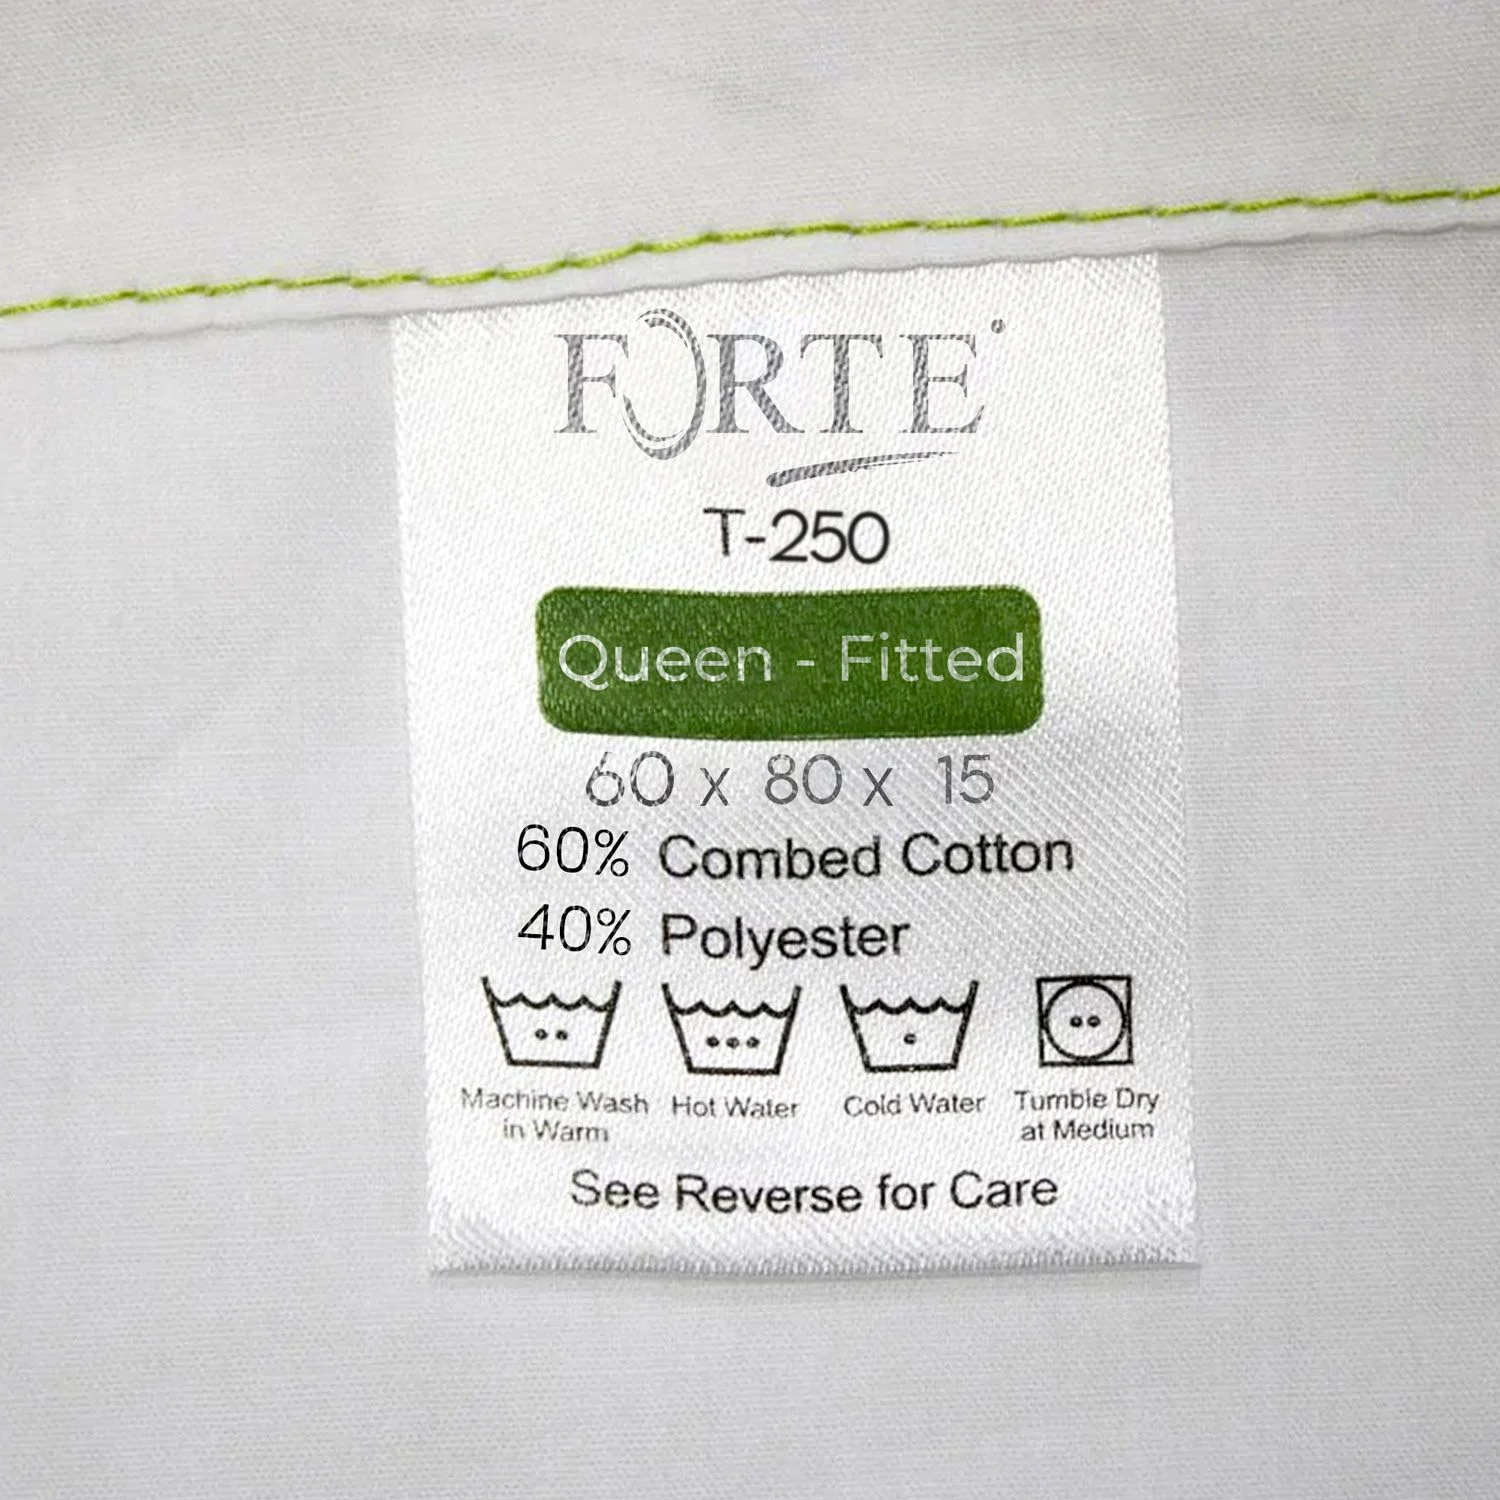 FORTE
T-250
Queen - Fitted
60 x 80 x 15
60% Combed Cotton
40% Polyester
Machine Wash in Warm
Hot Water
Cold Water
Tumble Dry at Medium
See Reverse for Care